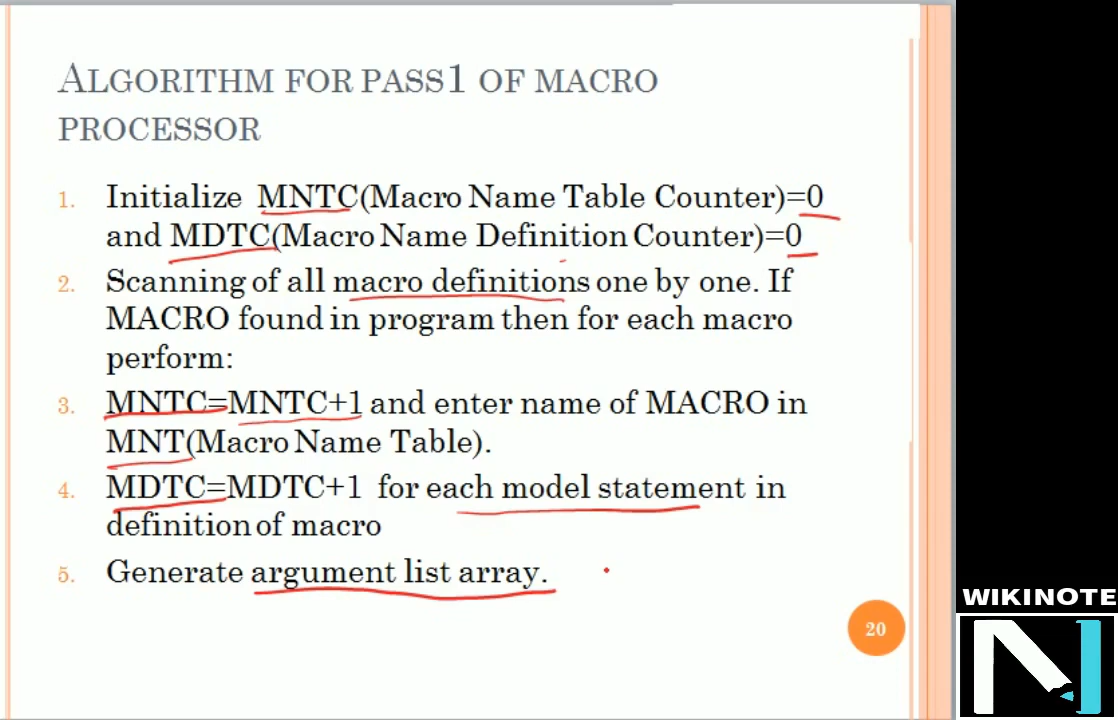 ALGORITHM FOR PASS1 OF MACRO
PROCESSOR
1. Initialize MNTC(Macro Name Table Counter)=0
and MDTC(Macro Name Definition Counter)=0
2. Scanning of all macro definitions one by one. If
MACRO found in program then for each macro
perform:
3. MNTC=MNTC+1 and enter name of MACRO in
MNT(Macro Name Table).
4. MDTC=MDTC+1 for each model statement in
definition of macro
5. Generate argument list array.
20
WIKINOTE
N